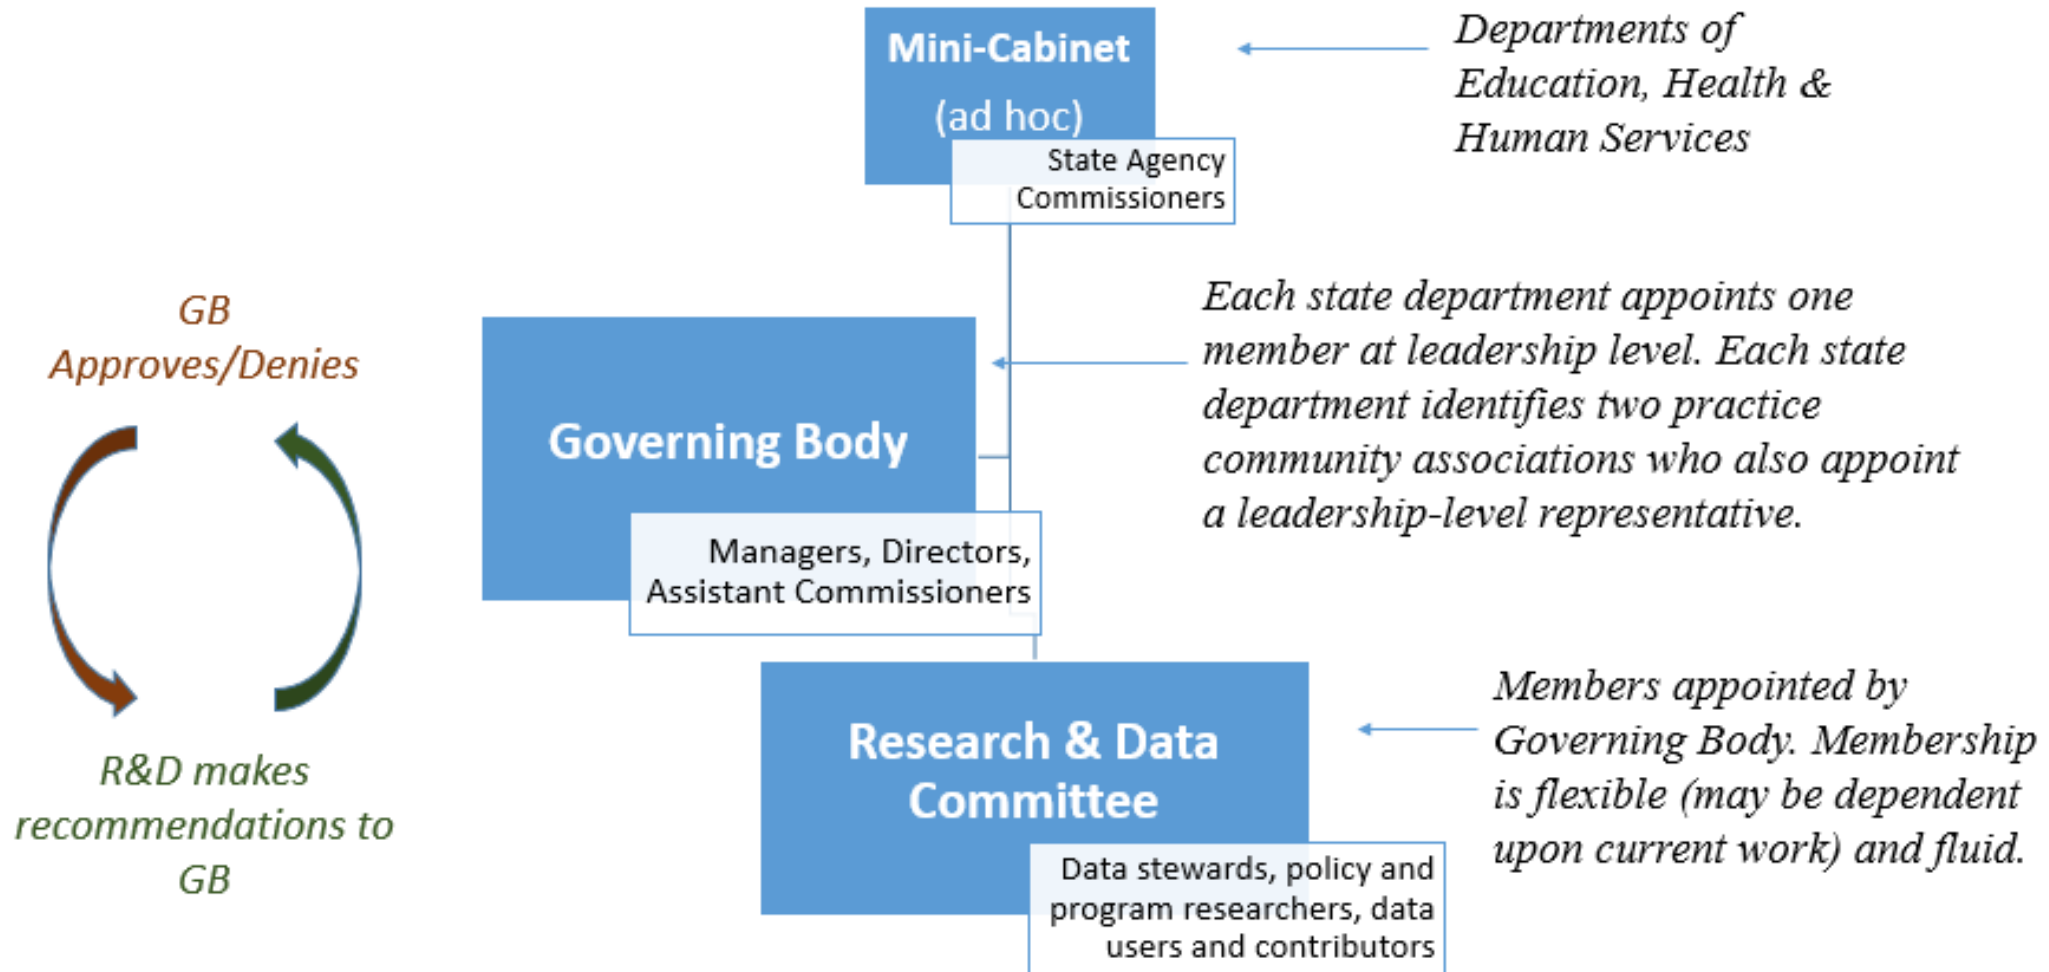 Mini-Cabinet
(ad hoc)
State Agency
Commissioners
Departments of
Education, Health &
Human Services
GB
Approves/Denies
R&D makes
recommendations to
GB
Governing Body
Managers, Directors,
Assistant Commissioners
Each state department appoints one
member at leadership level. Each state
department identifies two practice
community associations who also appoint
a leadership-level representative.
Research & Data
Committee
Data stewards, policy and
program researchers, data
users and contributors
Members appointed by
Governing Body. Membership
is flexible (may be dependent
upon current work) and fluid.